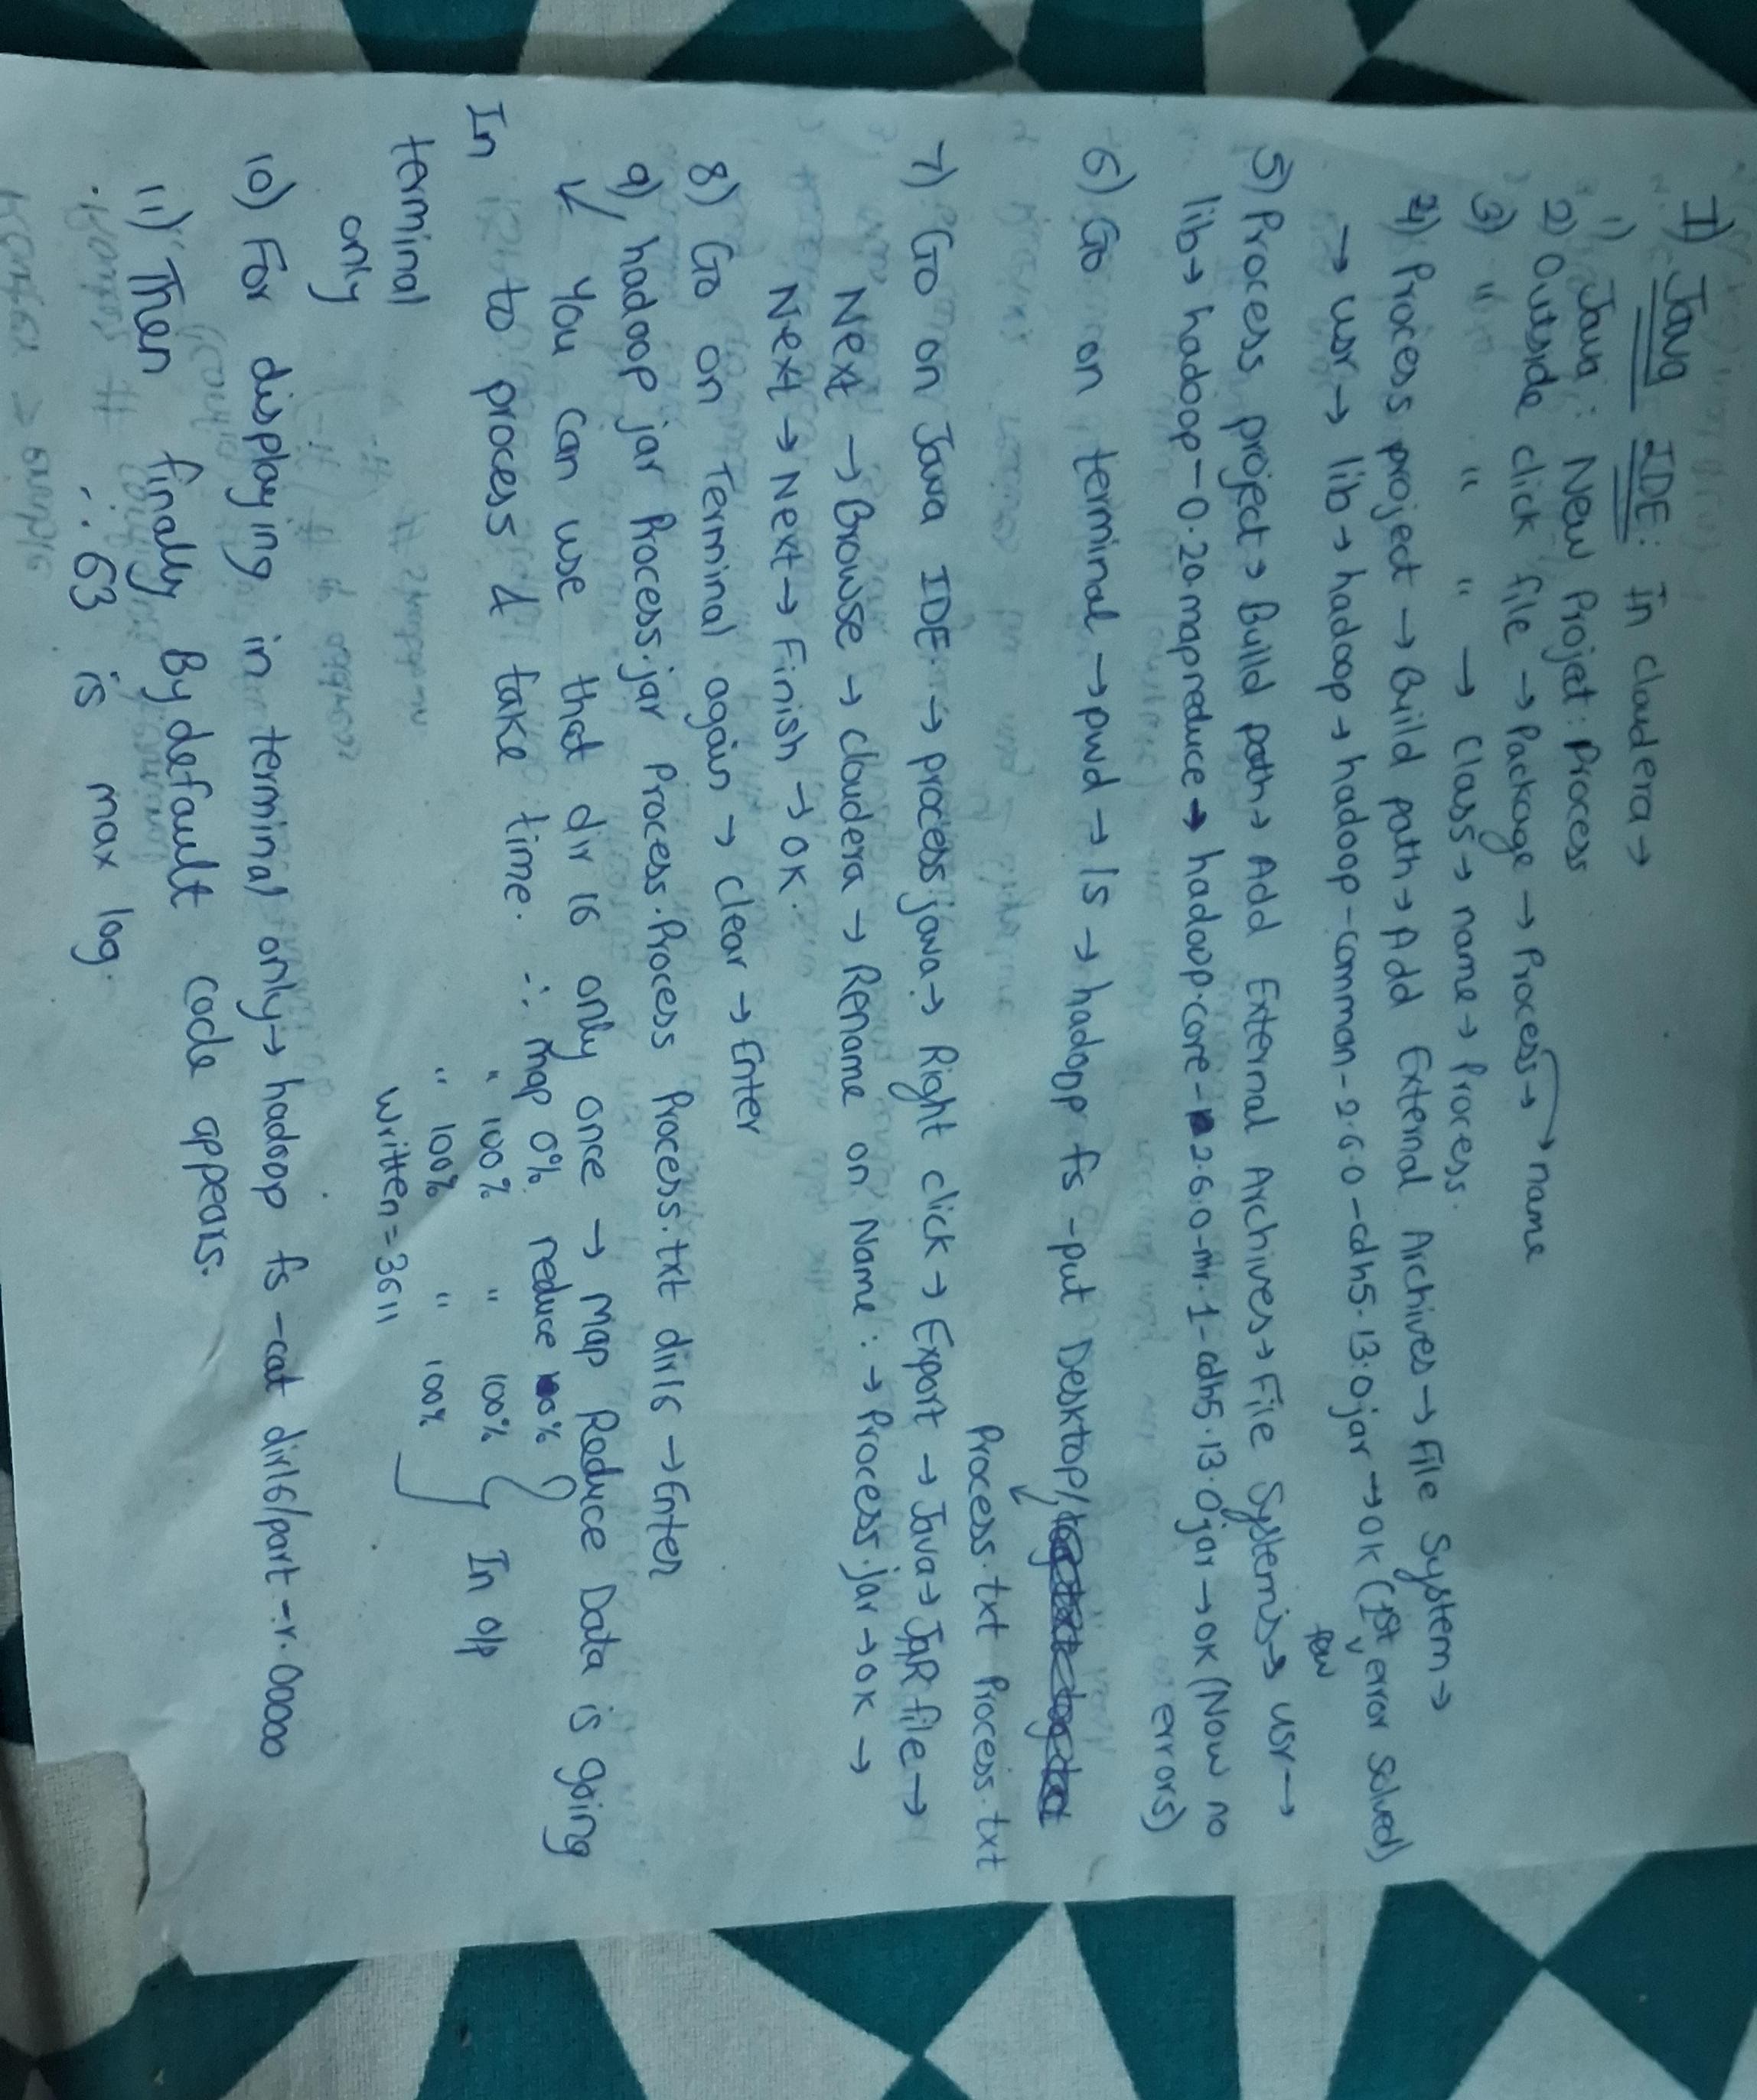 I) Java IDE: In Cloudera →
1) Java : New Projet : Process
2) Outside click file → Package → Process → name
3) " " " → Class → name → Process.
4) Process project → Build path → Add External Archives → File System →
→ usr → lib → hadoop → hadoop-common-2.6.0-cdh5.13.0jar → OK (1st error solved)
few
5) Process project → Build path → Add External Archives → File Systems → usr →
lib → hadoop-0.20.mapreduce → hadoop.core-2.6.0-mr.1-cdh5.13.0jar → OK (Now no
errors)
6) Go on terminal → pwd → ls → hadoop fs -put Desktop/
Process.txt Process.txt
7) Go on Java IDE. → process.java → Right click → Export → Java → JAR file →
Next → Browse → cloudera → Rename on Name : → Process.jar → OK →
Next → Next → Finish → OK.
8) Go on Terminal again → clear → Enter
9) hadoop jar Process.jar Process.Process Process.txt dir16 → Enter
You can use that dir 16 only once → Map Reduce Data is going
to process & take time. ∴ map 0% reduce 0%
In " 100% " 100% In o/p
" 100% " 100%
terminal
Written = 3611
only
10) For displaying in terminal only → hadoop fs -cat dir16/part -r. 00000
11) Then finally By default code appears.
∴ 63 is max log.